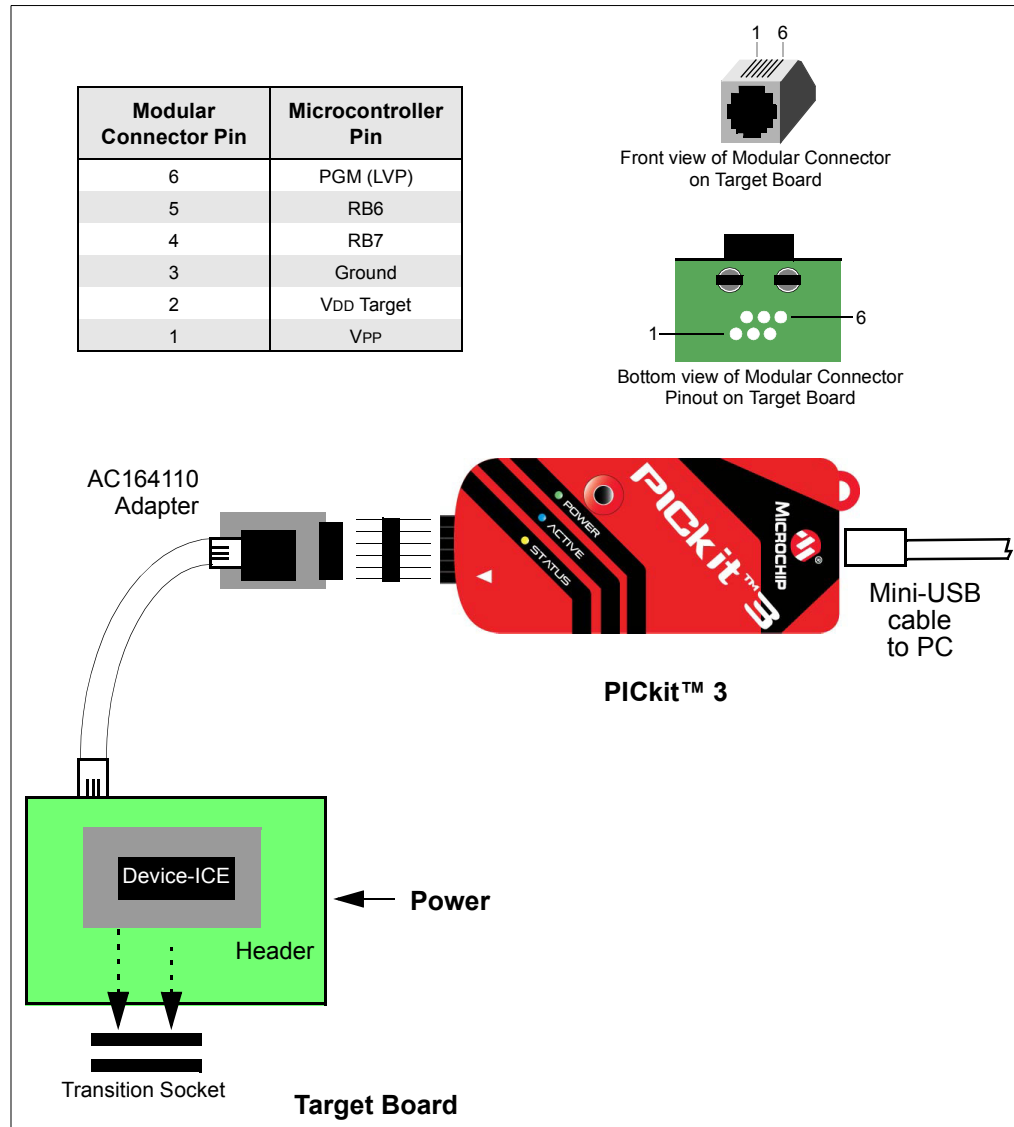 1 6
Modular Connector Pin Microcontroller Pin
6 PGM (LVP)
5 RB6
4 RB7
3 Ground
2 VDD Target
1 VPP
Front view of Modular Connector
on Target Board
6
1
Bottom view of Modular Connector
Pinout on Target Board
AC164110
Adapter
POWER
ACTIVE
STATUS
PICkit™ 3
MICROCHIP
®
Mini-USB
cable
to PC
PICkit™ 3
Device-ICE
Power
Header
Transition Socket
Target Board